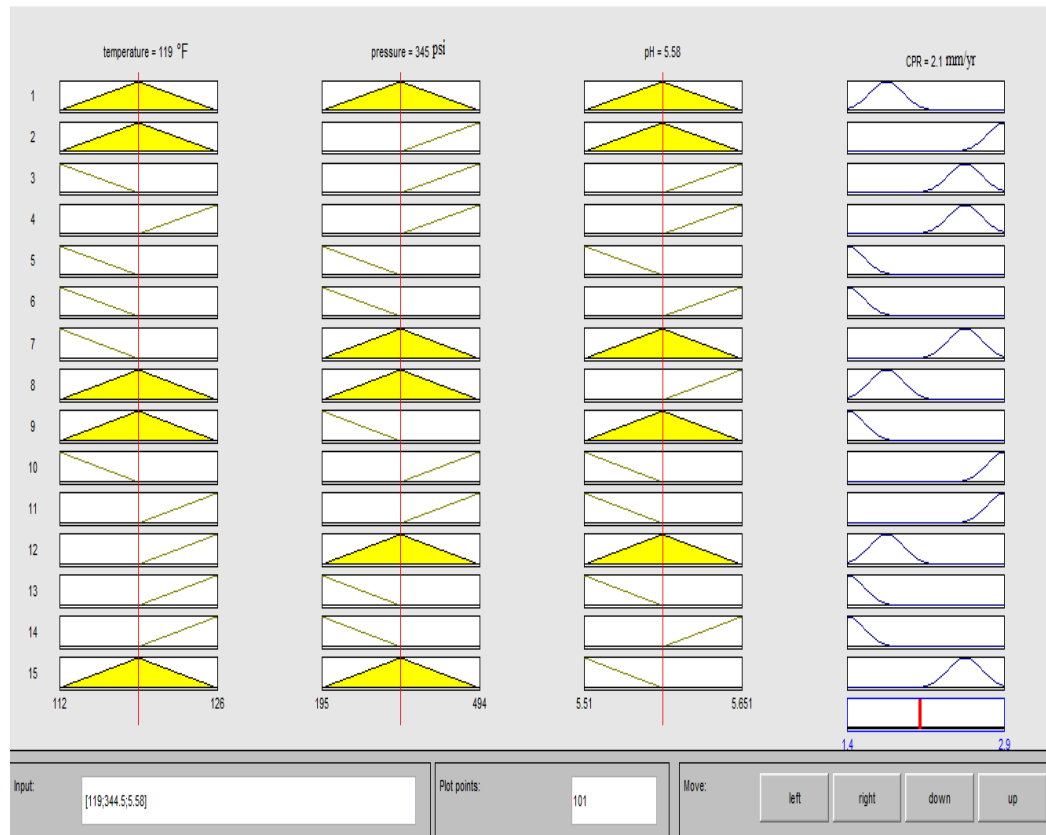 temperature = 119 °F
pressure = 345 psi
pH = 5.58
CPR = 2.1 mm/yr
1
2
3
4
5
6
7
8
9
10
11
12
13
14
15
112
126
195
494
5.51
5.651
1.4
2.9
Input:
[119;344.5;5.58]
Plot points:
101
Move:
left
right
down
up